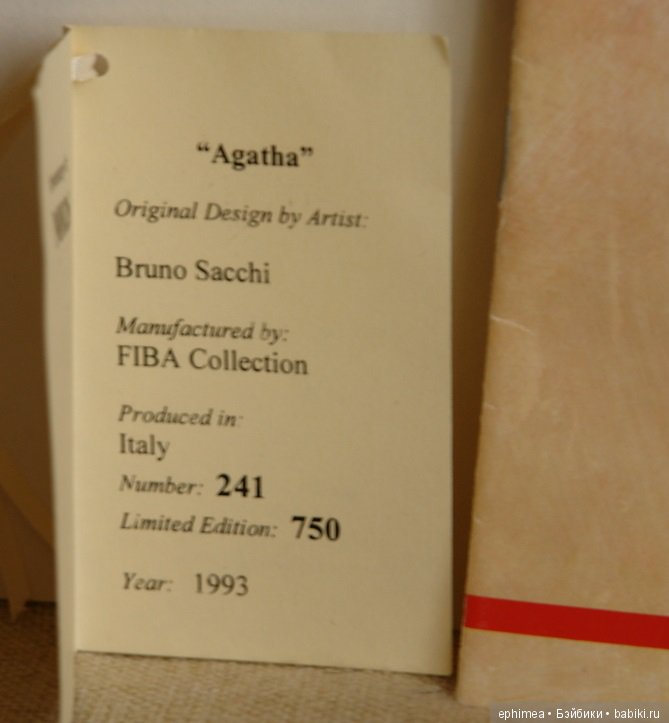 “Agatha”
Original Design by Artist:
Bruno Sacchi
Manufactured by:
FIBA Collection
Produced in:
Italy
Number: 241
Limited Edition: 750
Year: 1993
ephimea • Бэйбики • babiki.ru